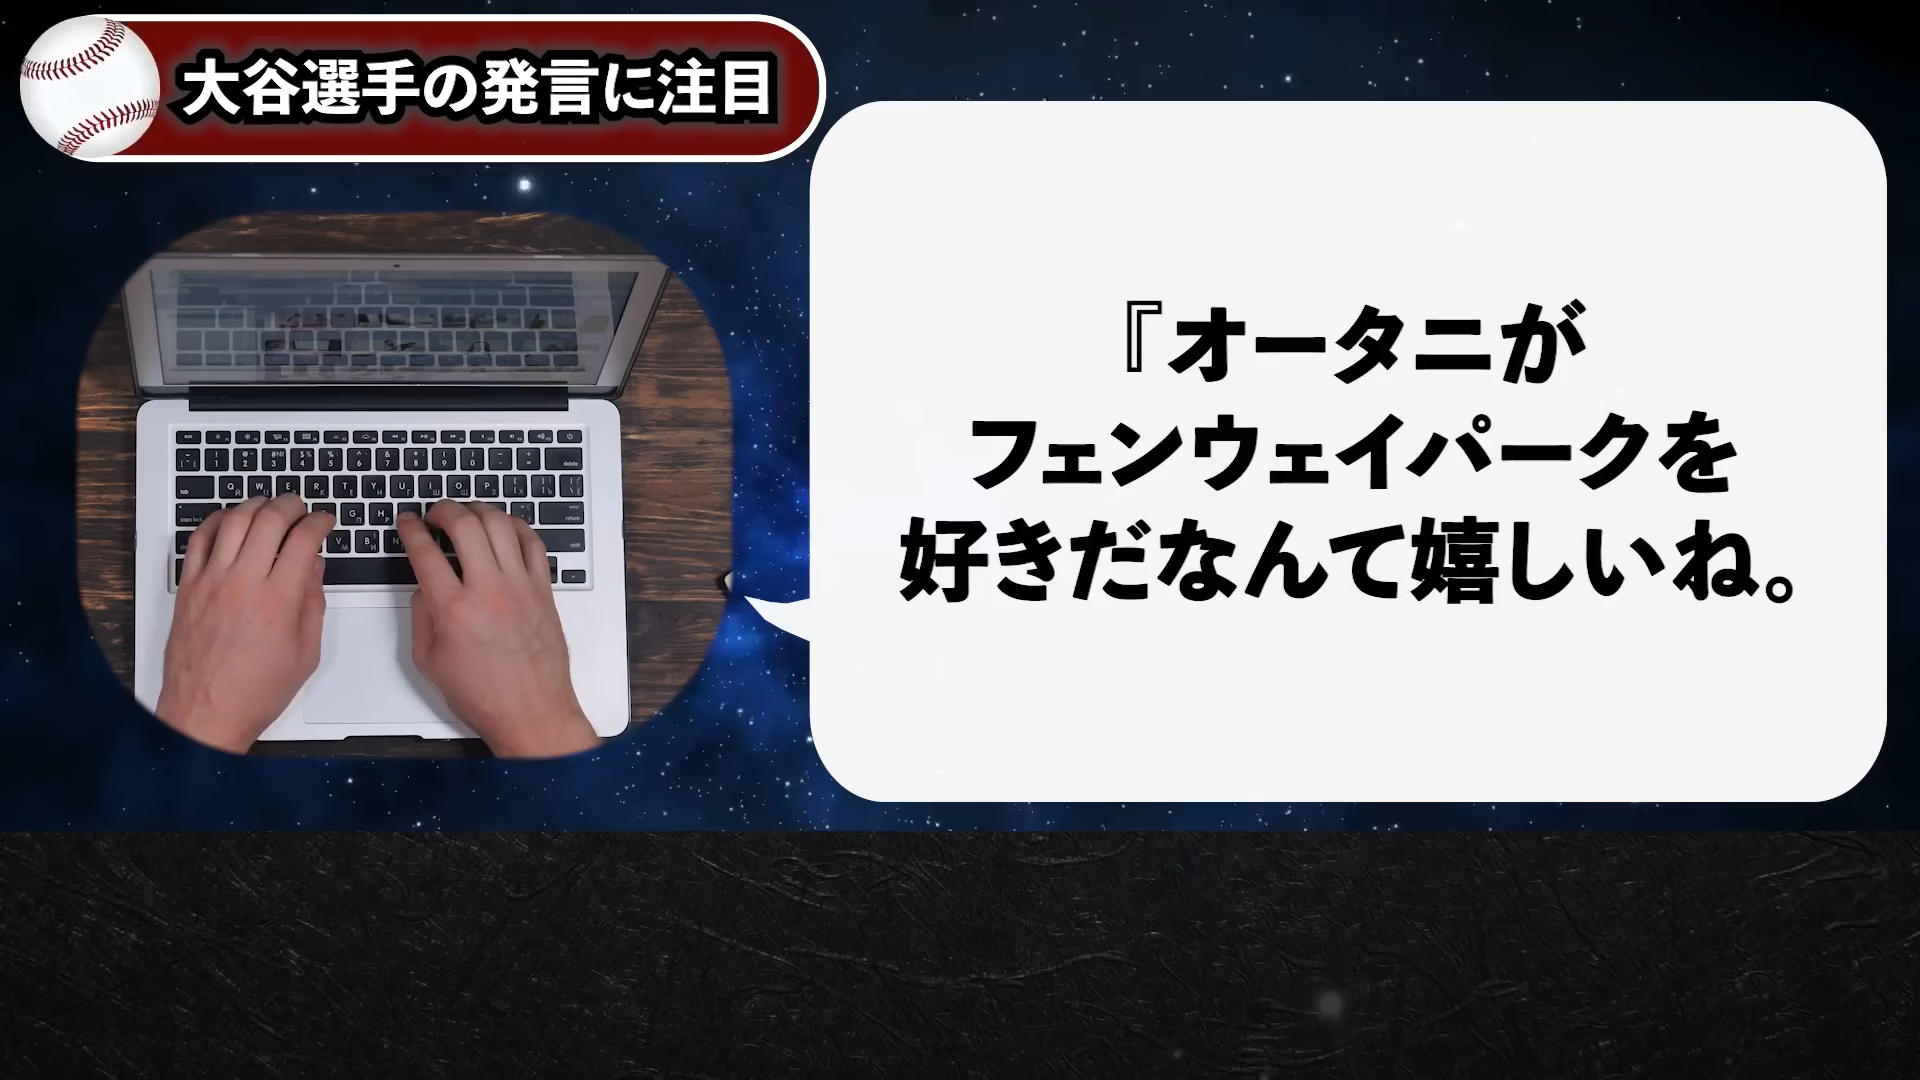 大谷選手の発言に注目
『オータニが
フェンウェイパークを
好きだなんて嬉しいね。